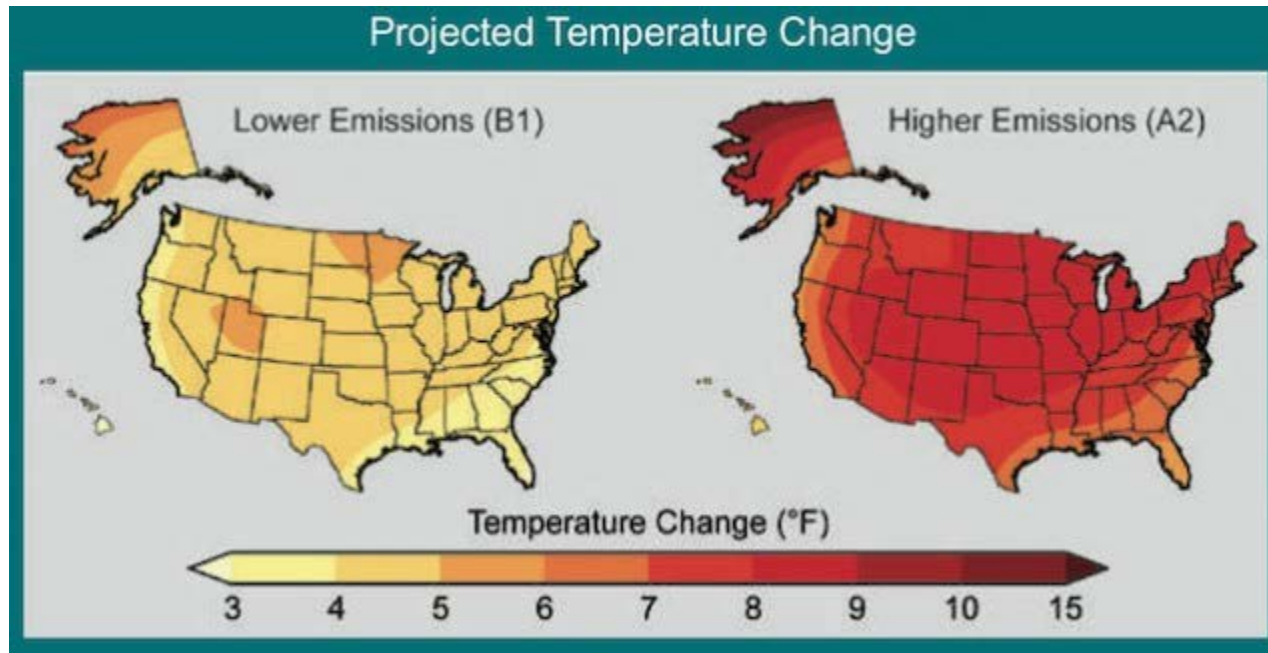 Projected Temperature Change
Lower Emissions (B1)
Higher Emissions (A2)
Temperature Change (°F)
3 4 5 6 7 8 9 10 15